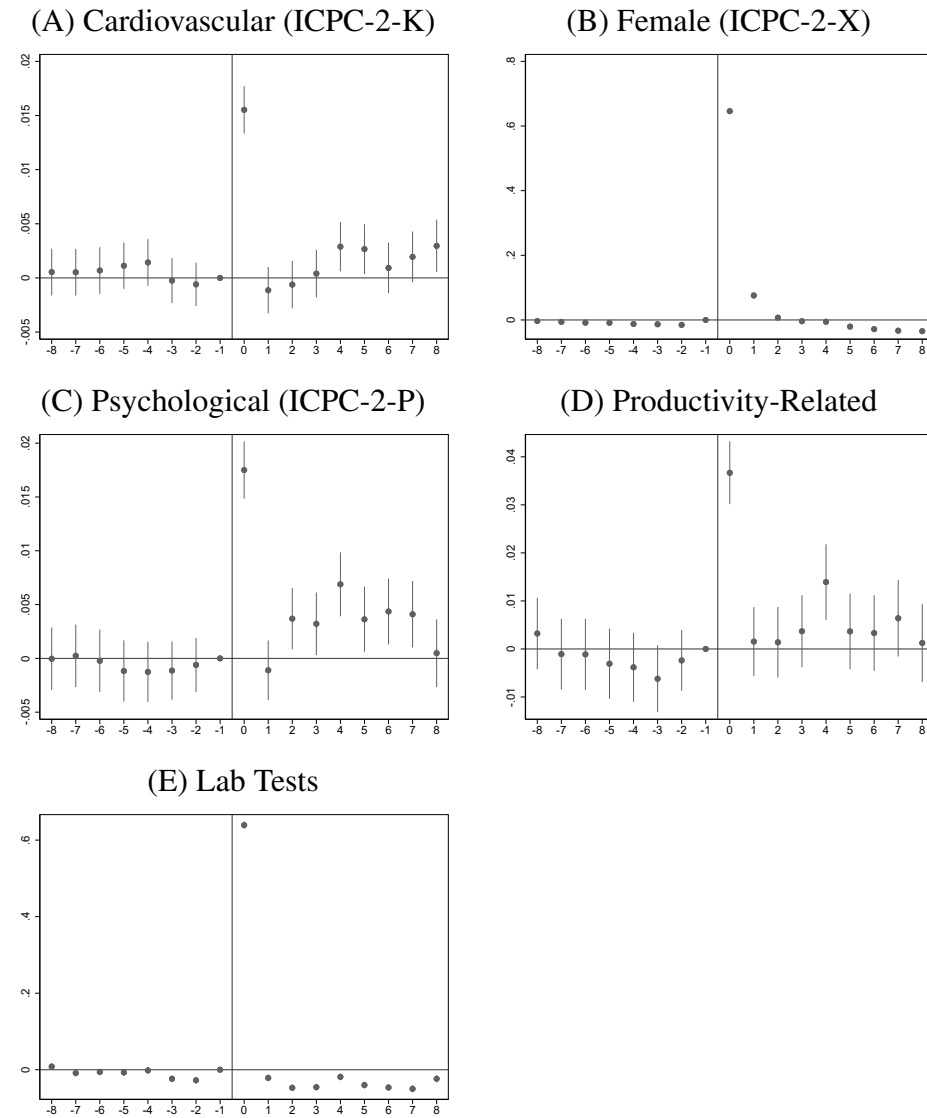 (A) Cardiovascular (ICPC-2-K)
(B) Female (ICPC-2-X)
.02
.015
.01
.005
0
-.005
-8 -7 -6 -5 -4 -3 -2 -1 0 1 2 3 4 5 6 7 8
.8
.6
.4
.2
0
-8 -7 -6 -5 -4 -3 -2 -1 0 1 2 3 4 5 6 7 8
(C) Psychological (ICPC-2-P)
(D) Productivity-Related
.02
.015
.01
.005
0
-.005
-8 -7 -6 -5 -4 -3 -2 -1 0 1 2 3 4 5 6 7 8
.04
.03
.02
.01
0
-.01
-8 -7 -6 -5 -4 -3 -2 -1 0 1 2 3 4 5 6 7 8
(E) Lab Tests
.6
.4
.2
0
-8 -7 -6 -5 -4 -3 -2 -1 0 1 2 3 4 5 6 7 8